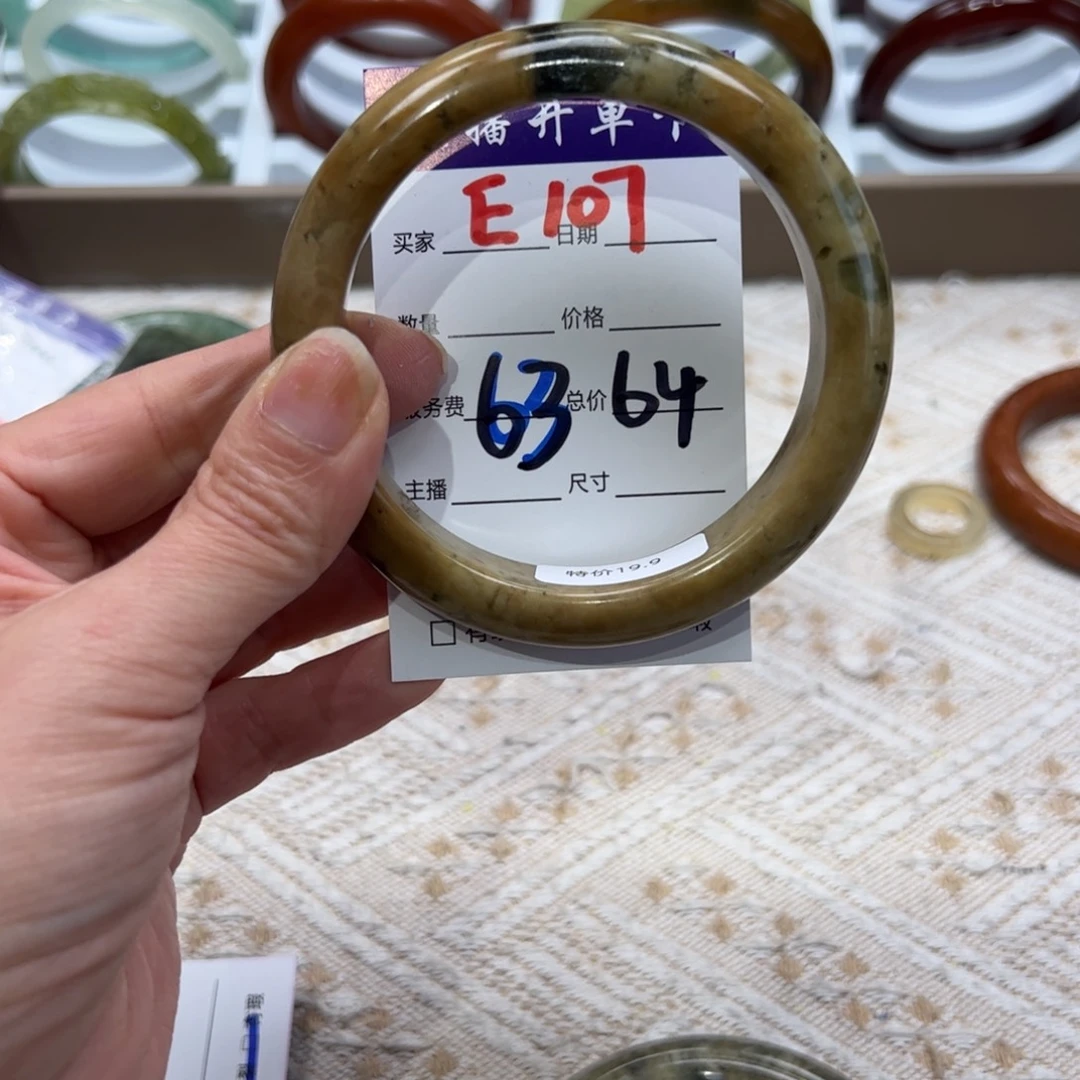 播开单
E 107
买家 日期
数量 价格
服务费 63 总价 64
主播 尺寸
特价19.9